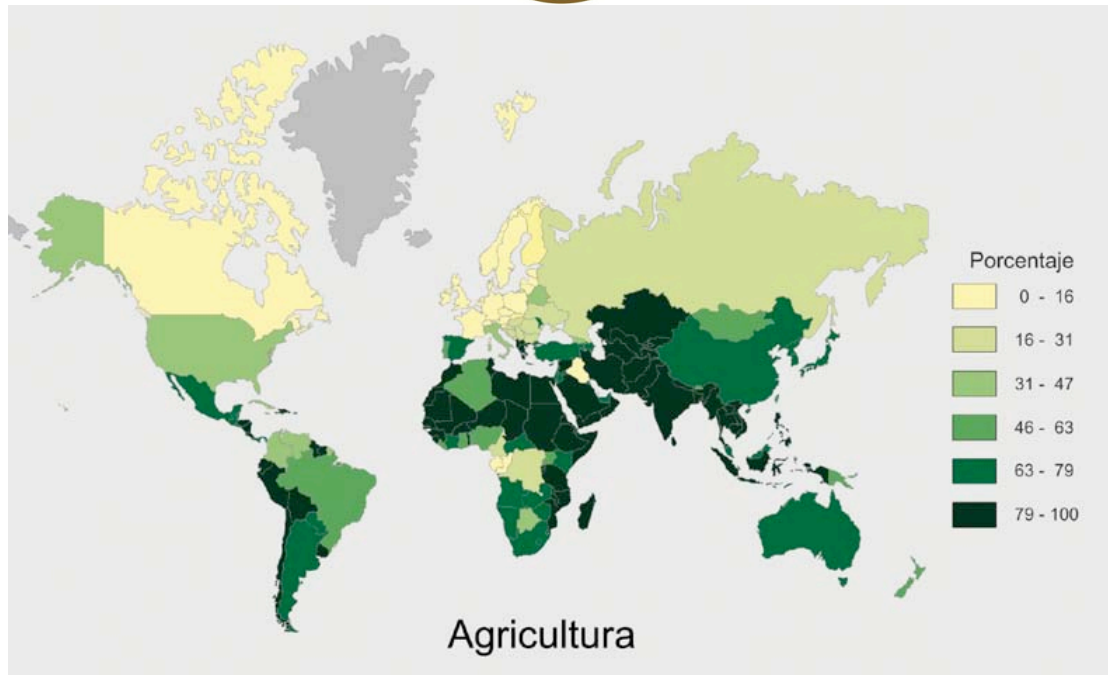 Porcentaje
0 - 16
16 - 31
31 - 47
46 - 63
63 - 79
79 - 100
Agricultura